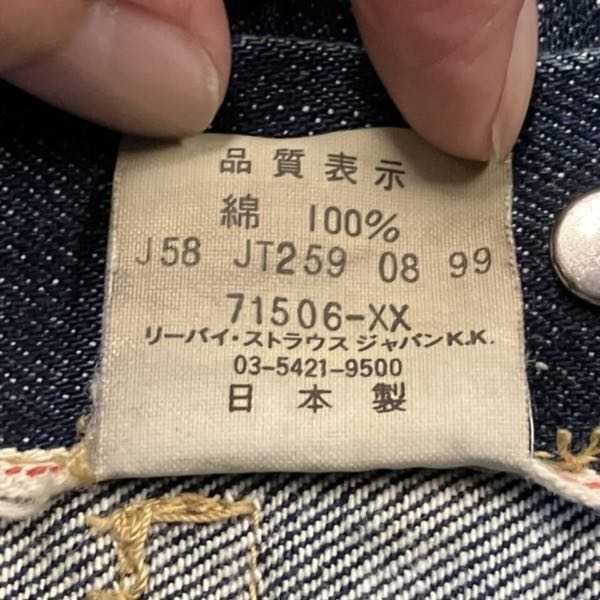 品質表示
綿 100%
J58 JT259 08 99
71506-XX
リーバイ・ストラウス ジャパンK.K.
03-5421-9500
日本製